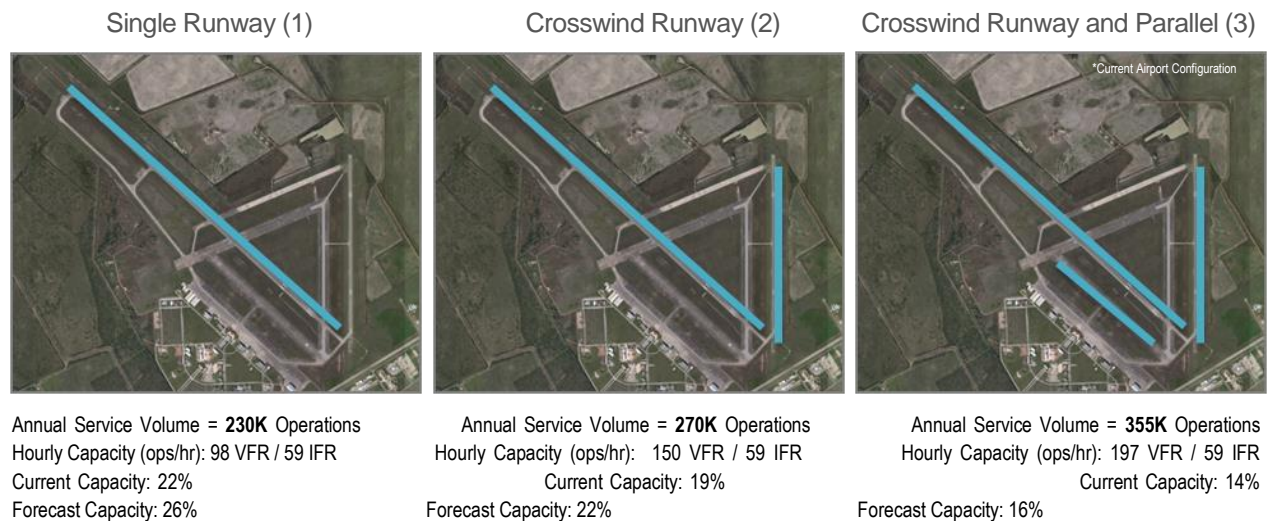 Single Runway (1)
Crosswind Runway (2)
Crosswind Runway and Parallel (3)
*Current Airport Configuration
Annual Service Volume = 230K Operations
Hourly Capacity (ops/hr): 98 VFR / 59 IFR
Current Capacity: 22%
Forecast Capacity: 26%
Annual Service Volume = 270K Operations
Hourly Capacity (ops/hr): 150 VFR / 59 IFR
Current Capacity: 19%
Forecast Capacity: 22%
Annual Service Volume = 355K Operations
Hourly Capacity (ops/hr): 197 VFR / 59 IFR
Current Capacity: 14%
Forecast Capacity: 16%